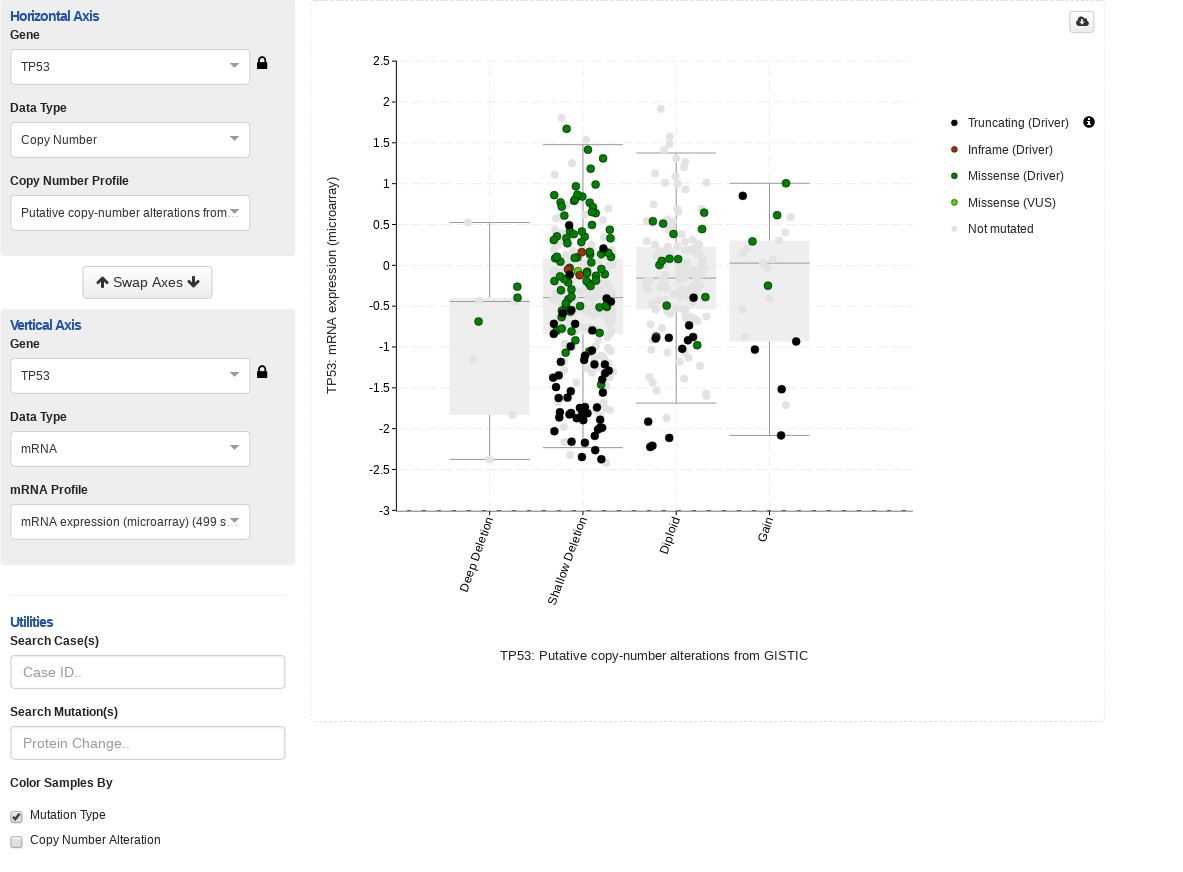 Horizontal Axis
Gene
TP53
Data Type
Copy Number
Copy Number Profile
Putative copy-number alterations from...
Swap Axes
Vertical Axis
Gene
TP53
Data Type
mRNA
mRNA Profile
mRNA expression (microarray) (499 s...
Utilities
Search Case(s)
Case ID..
Search Mutation(s)
Protein Change..
Color Samples By
Mutation Type
Copy Number Alteration
TP53: mRNA expression (microarray)
2.5
2
1.5
1
0.5
0
-0.5
-1
-1.5
-2
-2.5
-3
Deep Deletion
Shallow Deletion
Diploid
Gain
TP53: Putative copy-number alterations from GISTIC
Truncating (Driver)
Inframe (Driver)
Missense (Driver)
Missense (VUS)
Not mutated